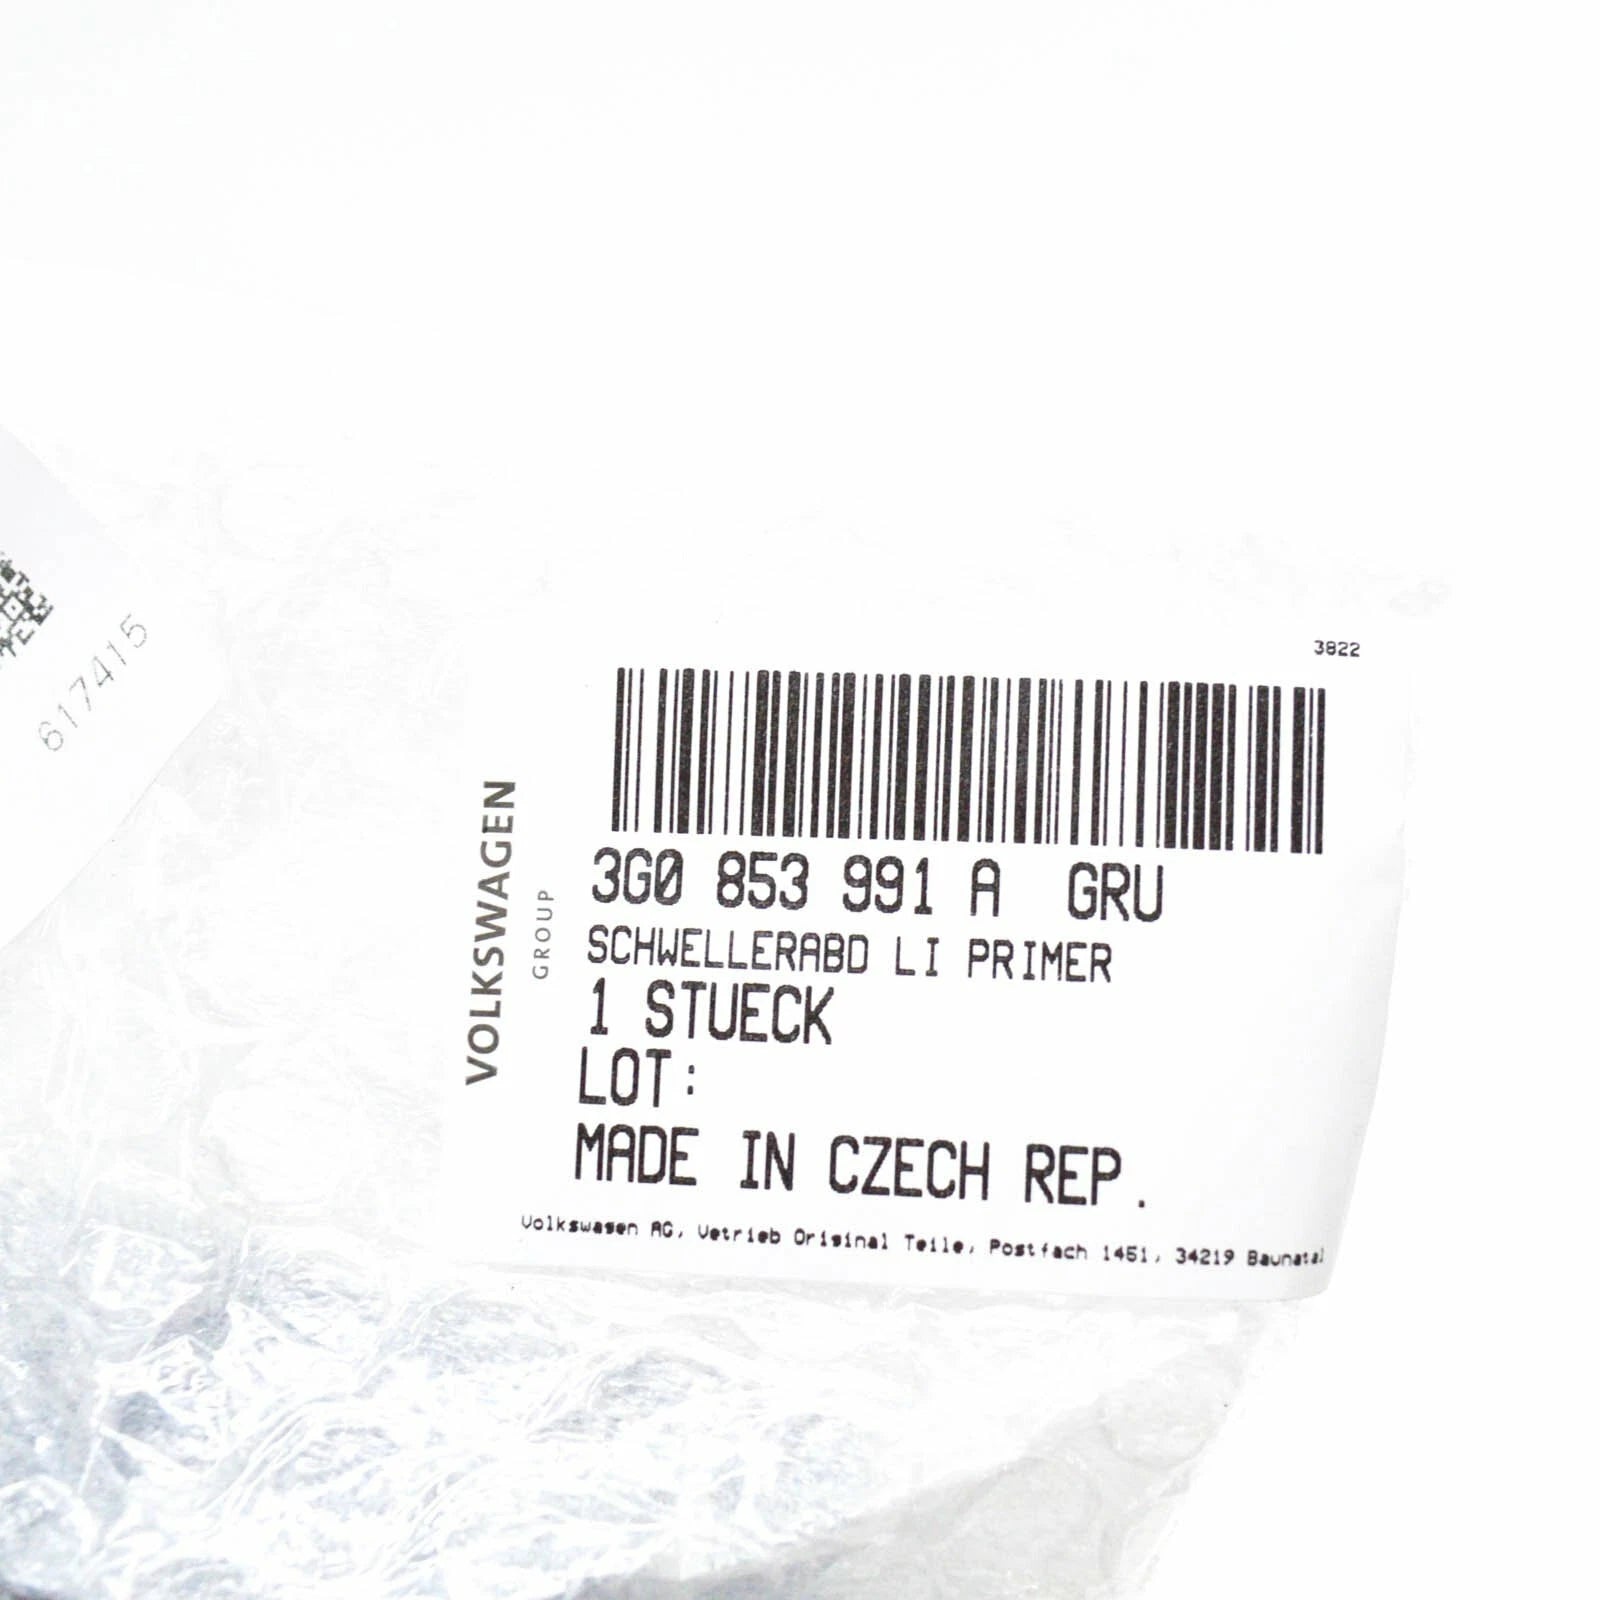 3822
617415
VOLKSWAGEN
GROUP
3G0 853 991 A GRU
SCHWELLERABD LI PRIMER
1 STUECK
LOT:
MADE IN CZECH REP.
Volkswagen AG, Vetrieb Original Teile, Postfach 1451, 34219 Baunatal